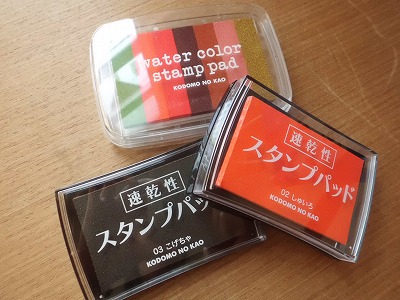 water color
stamp pad
KODOMO NO KAO
速乾性
スタンプパッド
02 しゅいろ
KODOMO NO KAO
速乾性
スタンプパッ
03 こげちゃ
KODOMO NO KAO